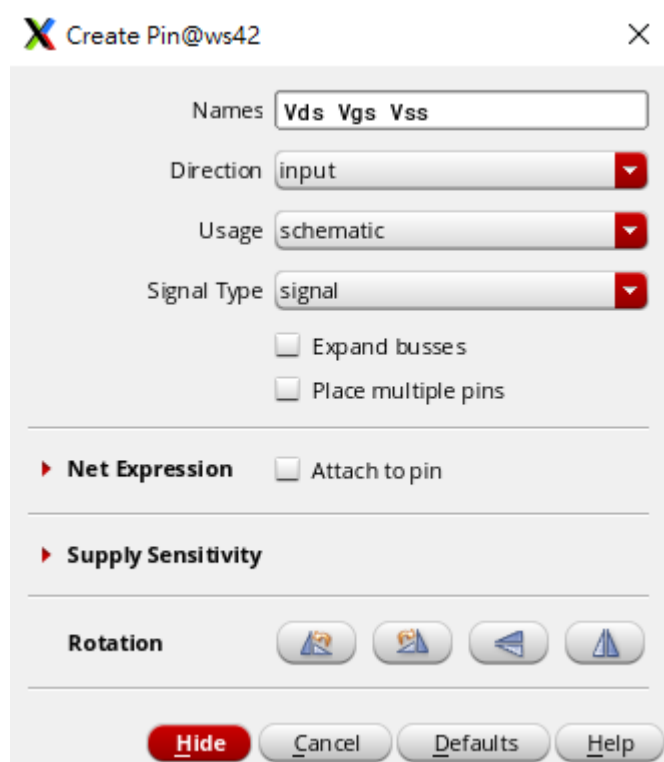 Create Pin@ws42
Names Vds Vgs Vss
Direction input
Usage schematic
Signal Type signal
Expand busses
Place multiple pins
Net Expression Attach to pin
Supply Sensitivity
Rotation
Hide Cancel Defaults Help